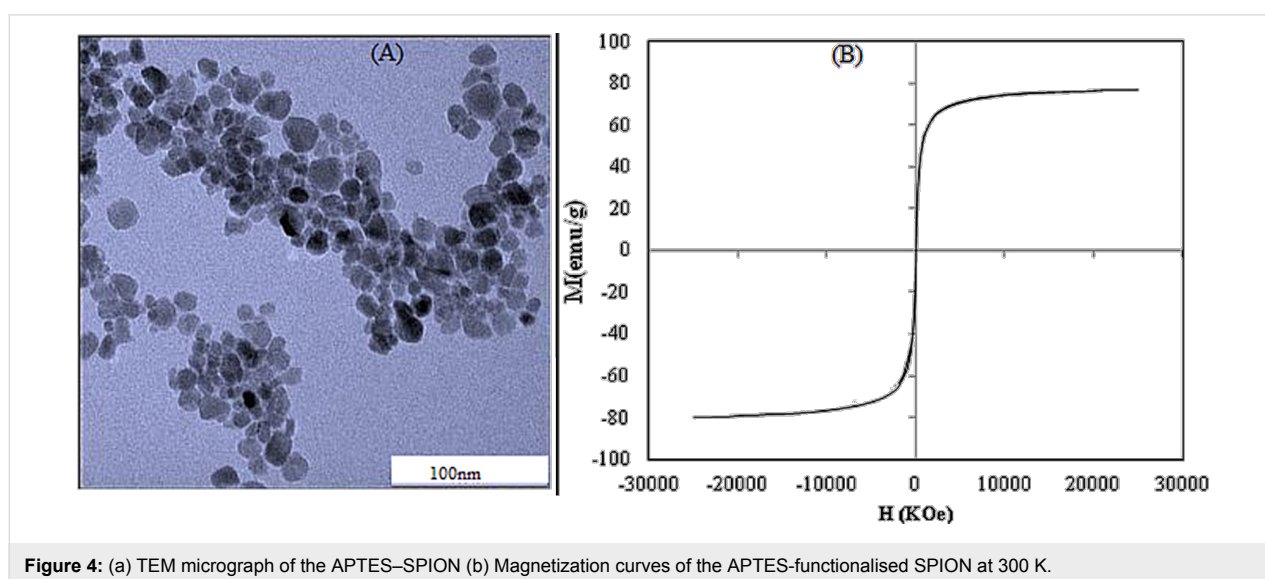 (A)
100nm
(B)
M(emu/g)
100
80
60
40
20
0
-20
-40
-60
-80
-100
-30000 -20000 -10000 0 10000 20000 30000
H (KOe)
Figure 4: (a) TEM micrograph of the APTES–SPION (b) Magnetization curves of the APTES-functionalised SPION at 300 K.